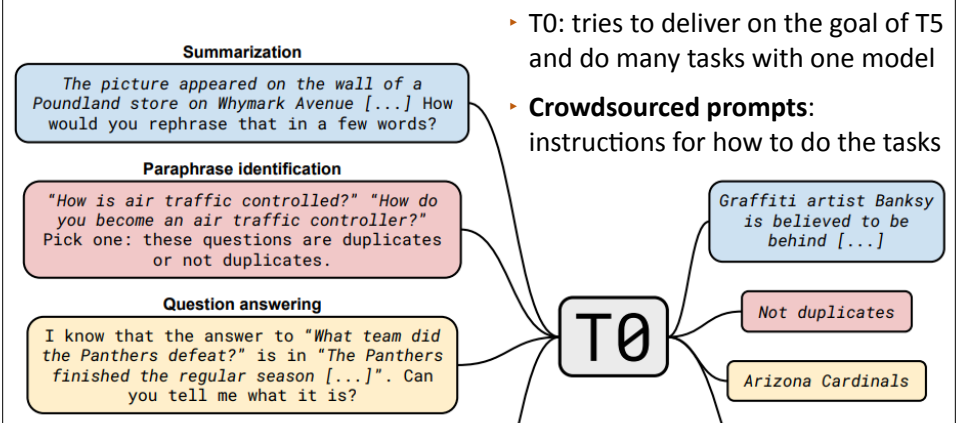 Summarization
The picture appeared on the wall of a
Poundland store on Whymark Avenue [...] How
would you rephrase that in a few words?
Paraphrase identification
"How is air traffic controlled?" "How do
you become an air traffic controller?"
Pick one: these questions are duplicates
or not duplicates.
Question answering
I know that the answer to "What team did
the Panthers defeat?" is in "The Panthers
finished the regular season [...]". Can
you tell me what it is?
T0
▸ T0: tries to deliver on the goal of T5
and do many tasks with one model
▸ Crowdsourced prompts:
instructions for how to do the tasks
Graffiti artist Banksy
is believed to be
behind [...]
Not duplicates
Arizona Cardinals